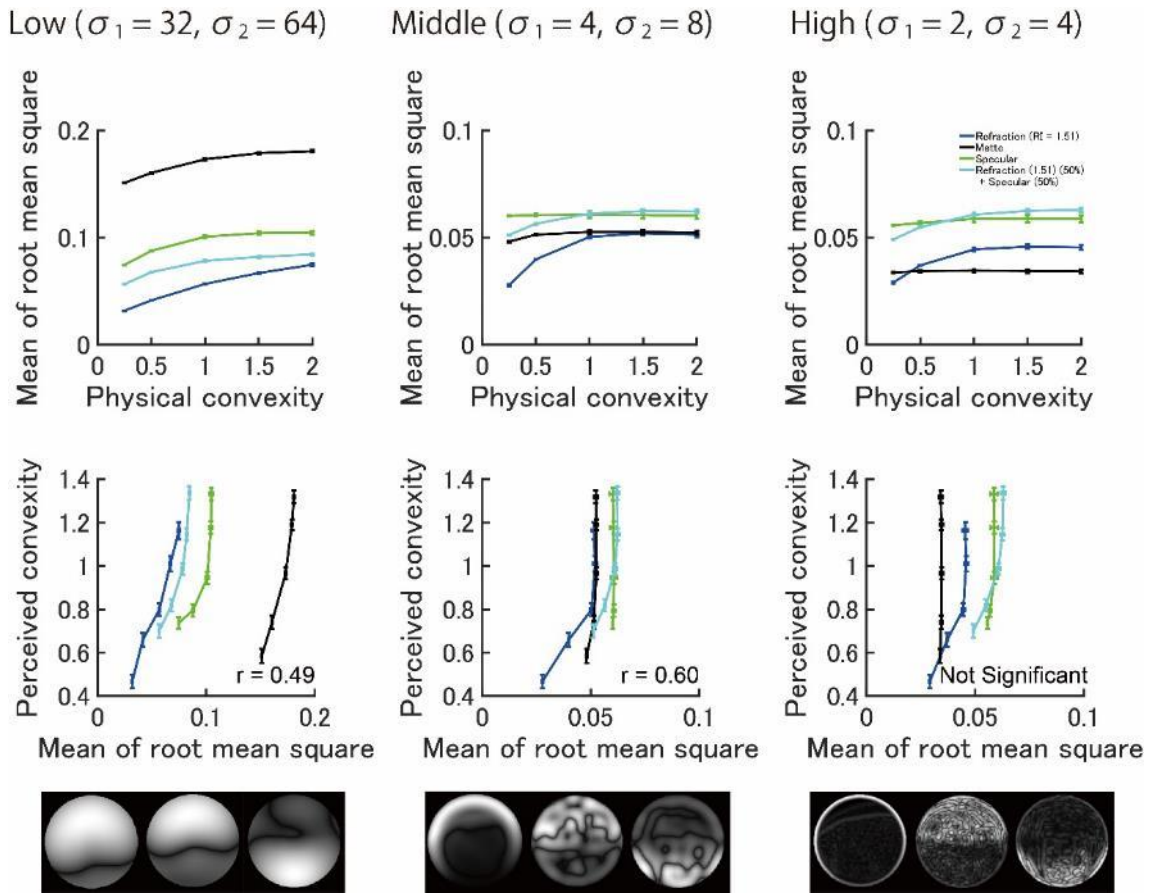 Low (σ₁ = 32, σ₂ = 64)
Middle (σ₁ = 4, σ₂ = 8)
High (σ₁ = 2, σ₂ = 4)
Mean of root mean square
0.2
0.1
0
0 0.5 1 1.5 2
Physical convexity
Mean of root mean square
0.1
0.05
0
0 0.5 1 1.5 2
Physical convexity
Mean of root mean square
0.1
0.05
0
0 0.5 1 1.5 2
Physical convexity
Refraction (RI = 1.51)
Matte
Specular
Refraction (1.51) (50%)
+ Specular (50%)
Perceived convexity
1.4
1.2
1
0.8
0.6
0.4
r = 0.49
0 0.1 0.2
Mean of root mean square
Perceived convexity
1.4
1.2
1
0.8
0.6
0.4
r = 0.60
0 0.05 0.1
Mean of root mean square
Perceived convexity
1.4
1.2
1
0.8
0.6
0.4
Not Significant
0 0.05 0.1
Mean of root mean square